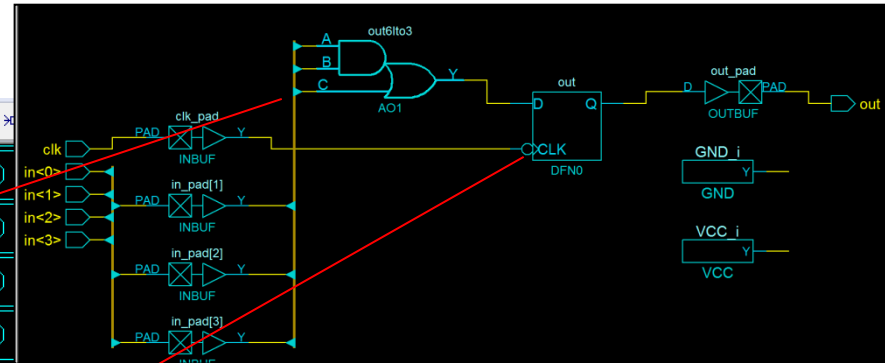 out6lto3
A
B
C
Y
AO1
clk_pad
PAD
Y
INBUF
clk
in<0>
in<1>
in<2>
in<3>
in_pad[1]
PAD
Y
INBUF
in_pad[2]
PAD
Y
INBUF
in_pad[3]
PAD
Y
INBUF
out
D
Q
CLK
DFN0
out_pad
D
PAD
OUTBUF
out
GND_i
Y
GND
VCC_i
Y
VCC